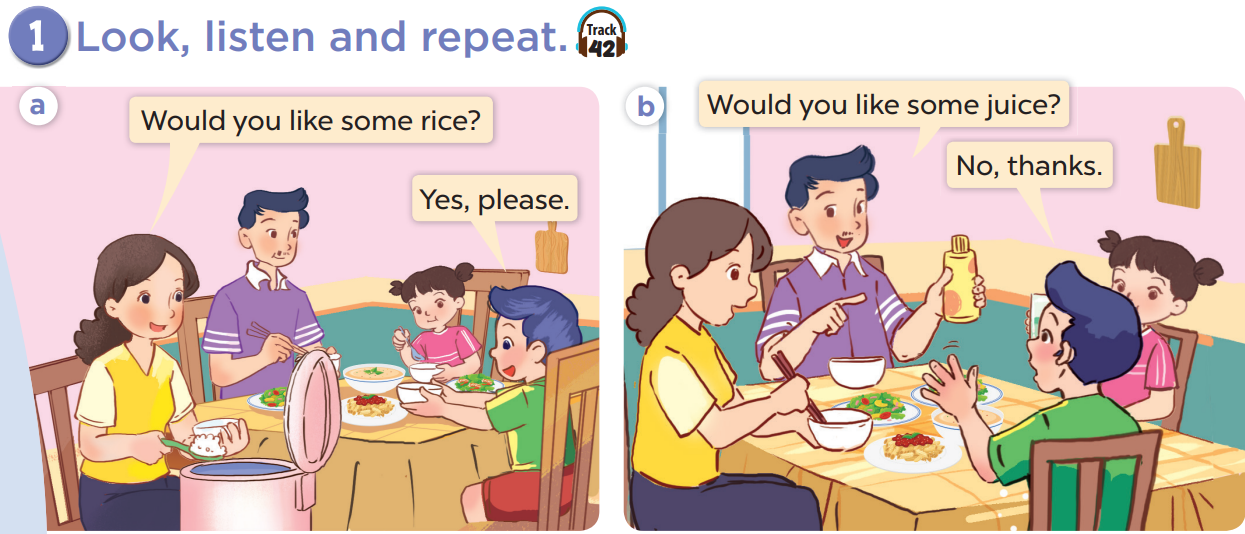 1 Look, listen and repeat.
Track
42
a
Would you like some rice?
Yes, please.
b
Would you like some juice?
No, thanks.